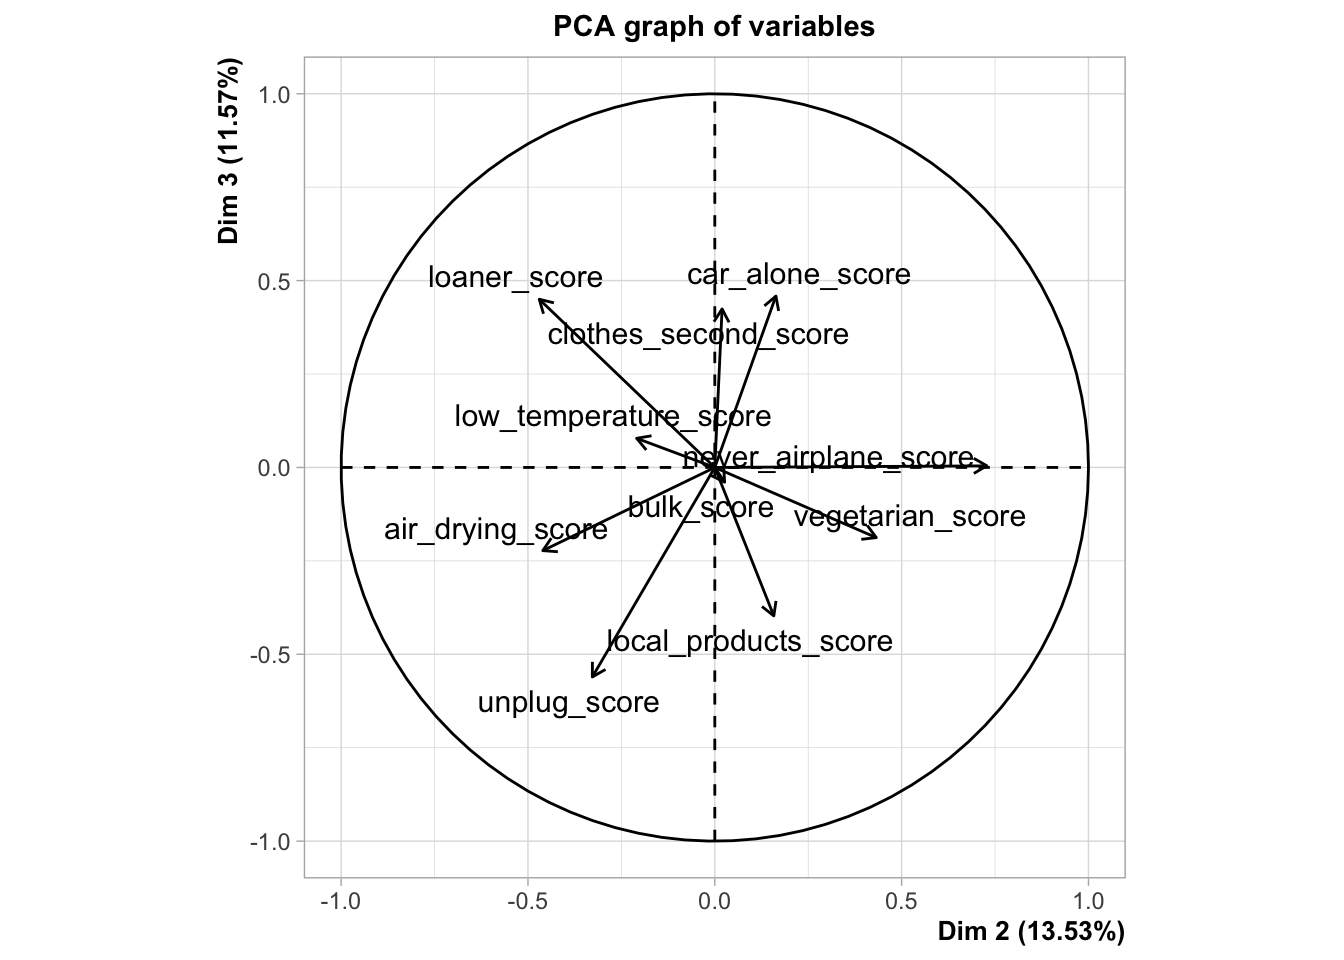 PCA graph of variables
Dim 3 (11.57%)
1.0
0.5
0.0
-0.5
-1.0
loaner_score
car_alone_score
clothes_second_score
low_temperature_score
never_airplane_score
bulk_score
vegetarian_score
air_drying_score
local_products_score
unplug_score
-1.0
-0.5
0.0
0.5
1.0
Dim 2 (13.53%)